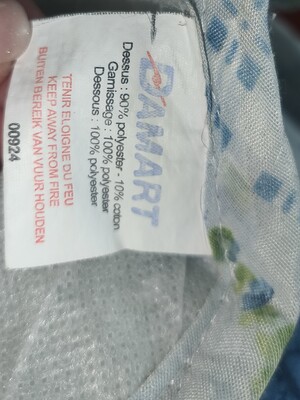 DAMART
Dessus : 90% polyester - 10% coton
Garnissage : 100% polyester
Dessous : 100% polyester
TENIR ELOIGNE DU FEU
KEEP AWAY FROM FIRE
BUITEN BEREIK VAN VUUR HOUDEN
00924